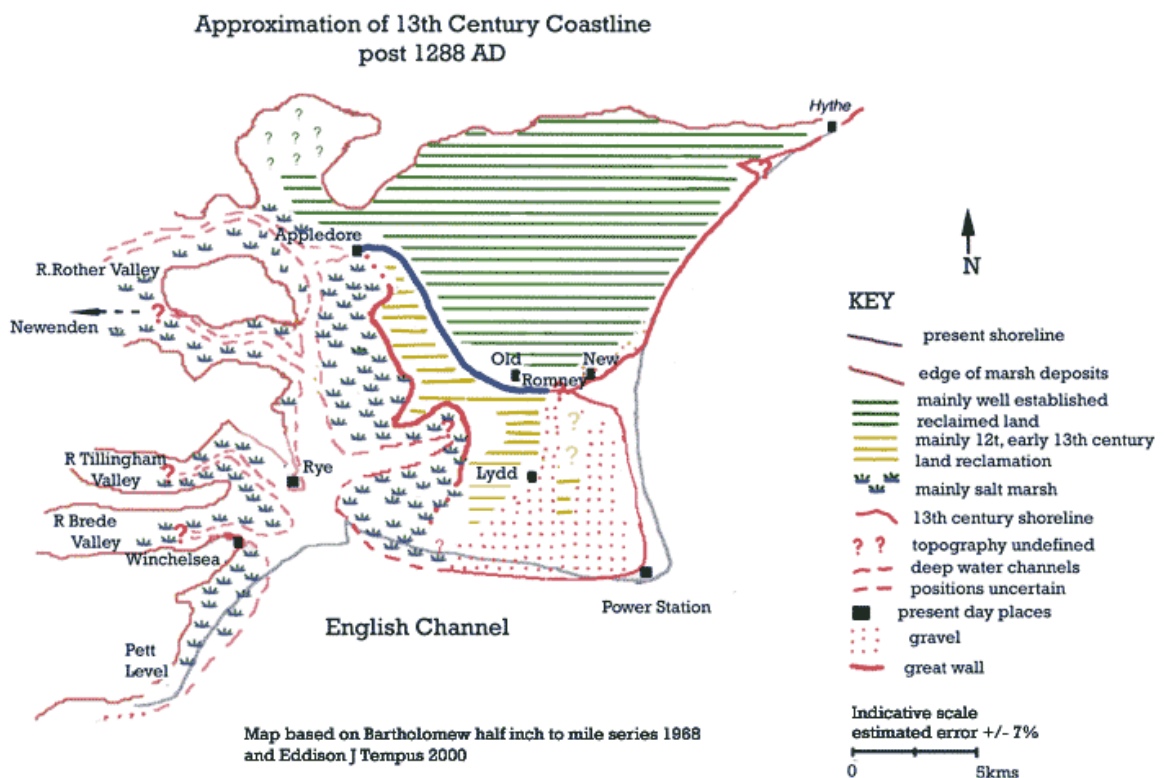 Approximation of 13th Century Coastline
post 1288 AD
Hythe
? ? ? ? ? ? ? ?
Appledore
N
R.Rother Valley
?
Newenden
Old
New
Romney
?
?
?
Lydd
Rye
R Tillingham
Valley
?
R Brede
Valley
?
Winchelsea
?
Power Station
English Channel
Pett
Level
KEY
present shoreline
edge of marsh deposits
mainly well established
reclaimed land
mainly 12t, early 13th century
land reclamation
mainly salt marsh
13th century shoreline
? ? topography undefined
deep water channels
positions uncertain
present day places
gravel
great wall
Indicative scale
estimated error +/- 7%
0 5kms
Map based on Bartholomew half inch to mile series 1968
and Eddison J Tempus 2000